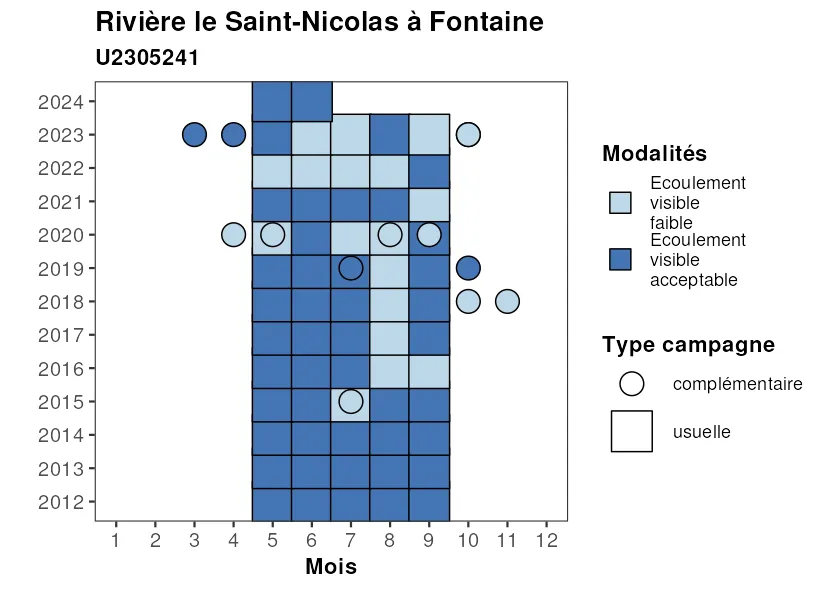 Rivière le Saint-Nicolas à Fontaine
U2305241
2024
2023
2022
2021
2020
2019
2018
2017
2016
2015
2014
2013
2012
1 2 3 4 5 6 7 8 9 10 11 12
Mois
Modalités
Ecoulement
visible
faible
Ecoulement
visible
acceptable
Type campagne
complémentaire
usuelle